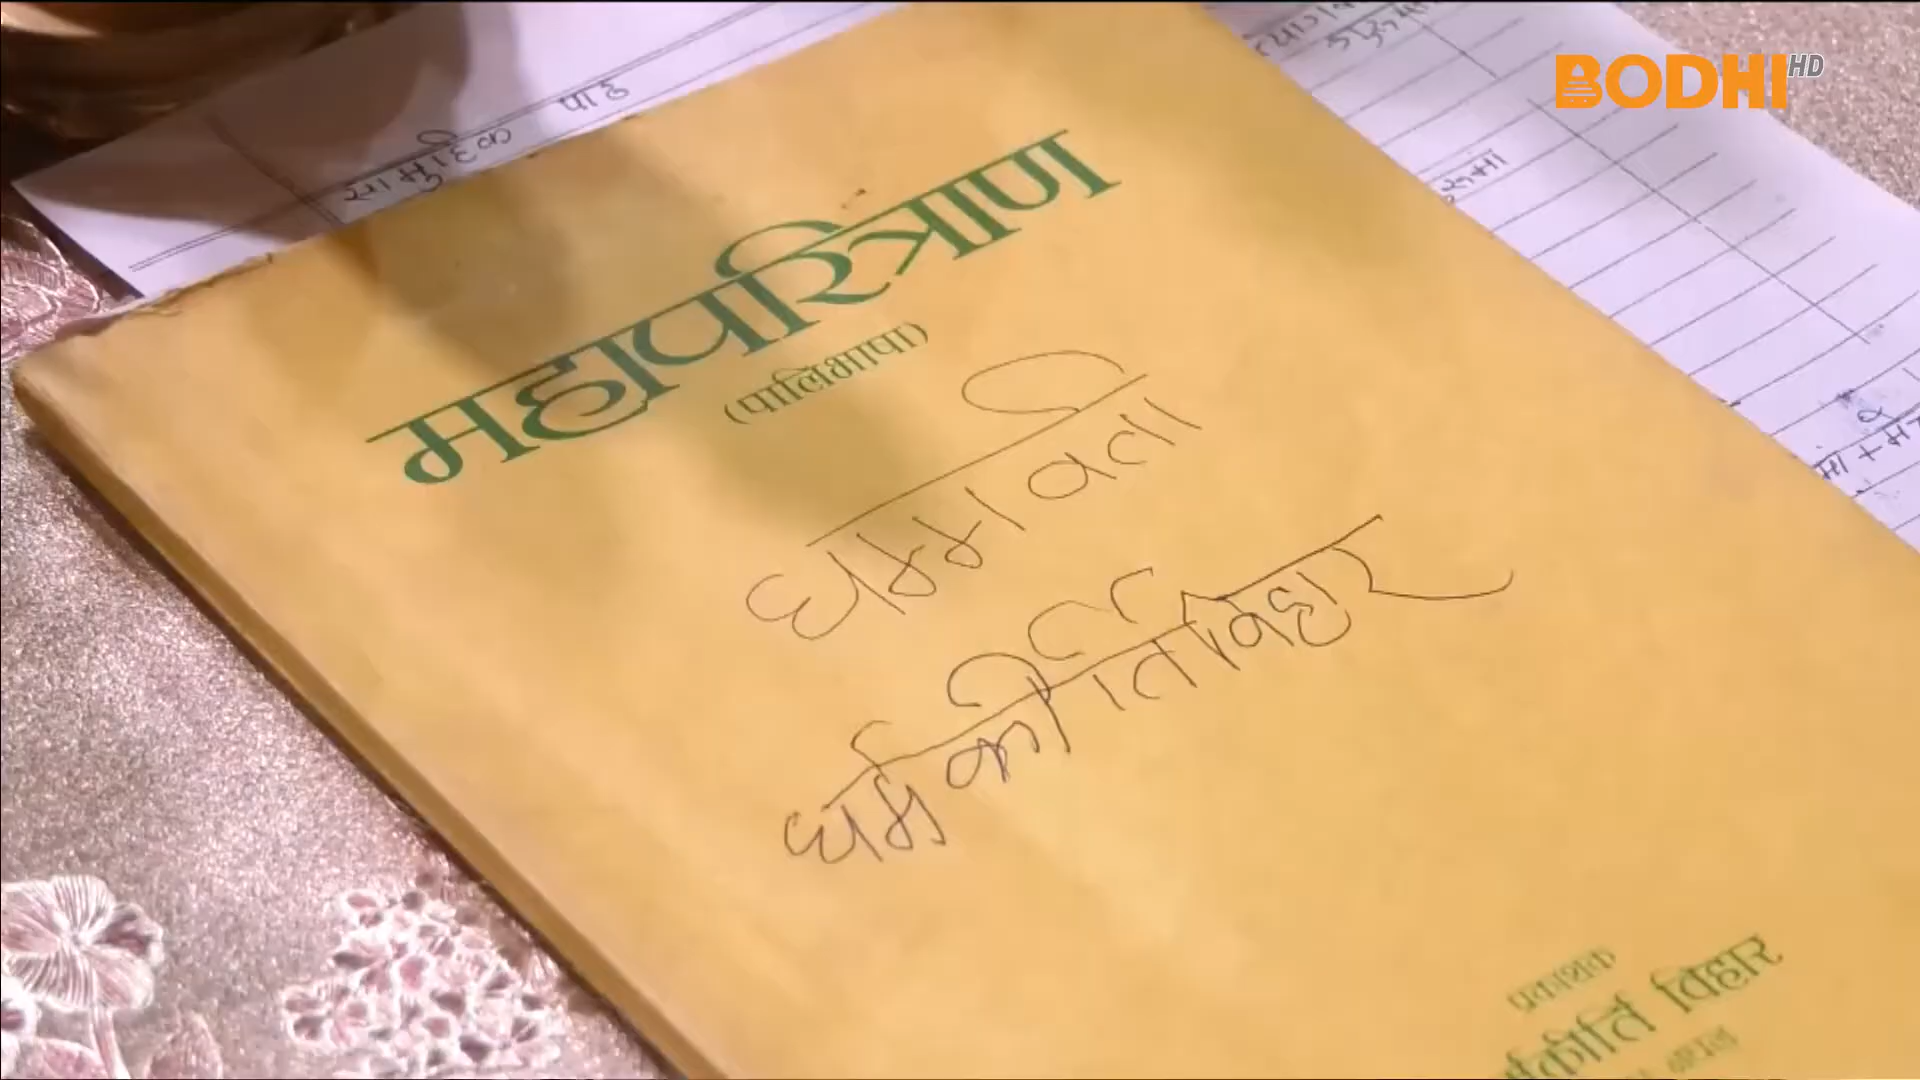 BODHI HD
सामुहिक पाठ
महापरित्राण
(पालिभाषा)
धम्मवती
धर्मकीर्ति विहार
प्रकाशक
र्मकीर्ति विहार